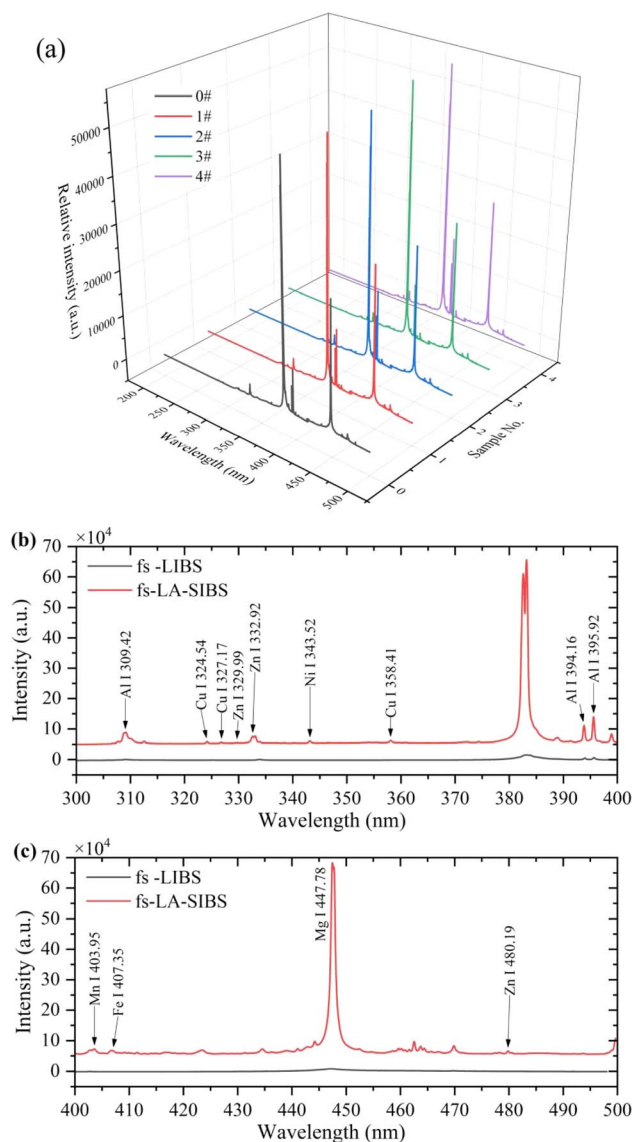 (a)
0#
1#
2#
3#
4#
50000
40000
30000
20000
10000
0
Relative intensity (a.u.)
200
250
300
350
400
450
500
Wavelength (nm)
0
1
2
3
4
Sample No.
(b)
×10⁴
70
60
50
40
30
20
10
0
Intensity (a.u.)
fs -LIBS
fs-LA-SIBS
Al I 309.42
Cu I 324.54
Cu I 327.17
Zn I 329.99
Zn I 332.92
Ni I 343.52
Cu I 358.41
Al I 394.16
Al I 395.92
300 310 320 330 340 350 360 370 380 390 400
Wavelength (nm)
(c)
×10⁴
70
60
50
40
30
20
10
0
Intensity (a.u.)
fs -LIBS
fs-LA-SIBS
Mn I 403.95
Fe I 407.35
Mg I 447.78
Zn I 480.19
400 410 420 430 440 450 460 470 480 490 500
Wavelength (nm)